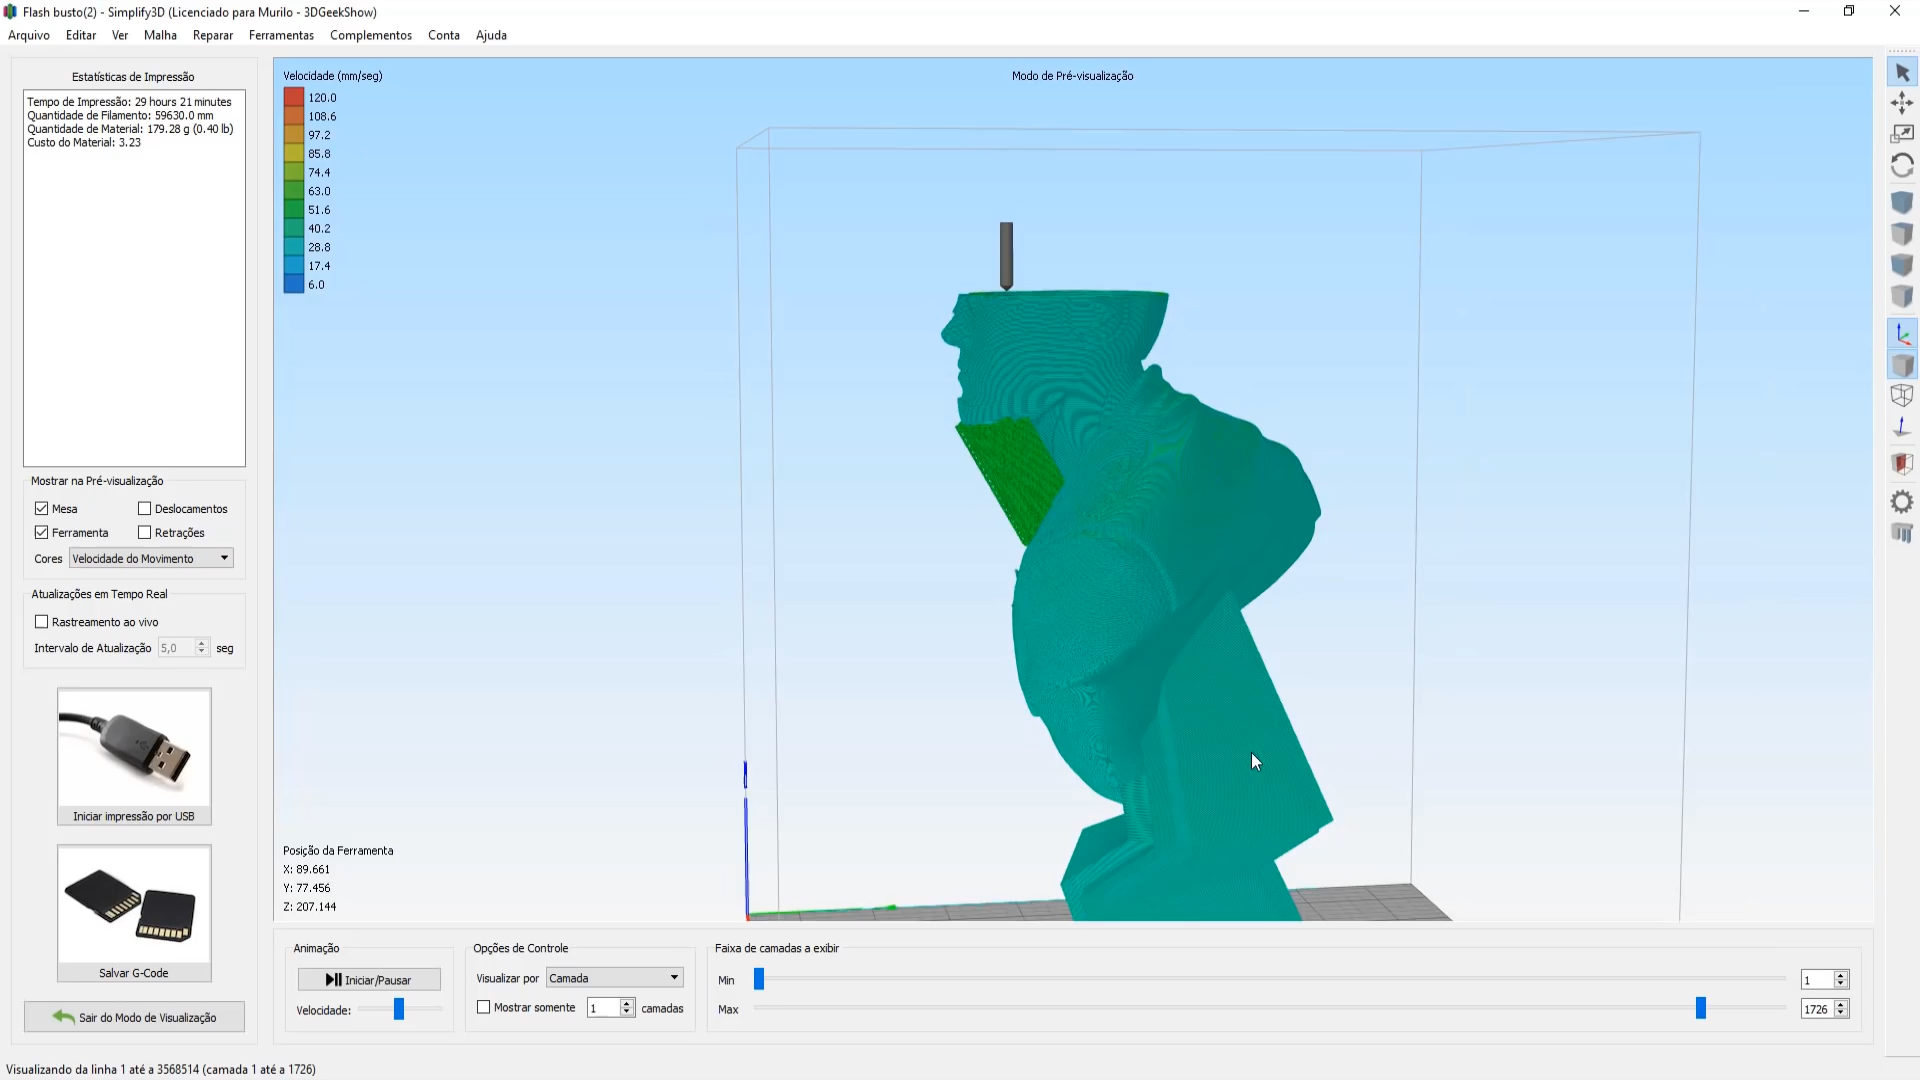 Flash busto(2) - Simplify3D (Licenciado para Murilo - 3DGeekShow)
Arquivo Editar Ver Malha Reparar Ferramentas Complementos Conta Ajuda
Estatísticas de Impressão
Tempo de Impressão: 29 hours 21 minutes
Quantidade de Filamento: 59630.0 mm
Quantidade de Material: 179.28 g (0.40 lb)
Custo do Material: 3.23
Mostrar na Pré-visualização
Mesa Deslocamentos
Ferramenta Retrações
Cores Velocidade do Movimento
Atualizações em Tempo Real
Rastreamento ao vivo
Intervalo de Atualização 5,0 seg
Iniciar impressão por USB
Salvar G-Code
Sair do Modo de Visualização
Velocidade (mm/seg)
120.0
108.6
97.2
85.8
74.4
63.0
51.6
40.2
28.8
17.4
6.0
Modo de Pré-visualização
Posição da Ferramenta
X: 89.661
Y: 77.456
Z: 207.144
Animação
Iniciar/Pausar
Velocidade:
Opções de Controle
Visualizar por Camada
Mostrar somente 1 camadas
Faixa de camadas a exibir
Min 1
Max 1726
Visualizando da linha 1 até a 3568514 (camada 1 até a 1726)